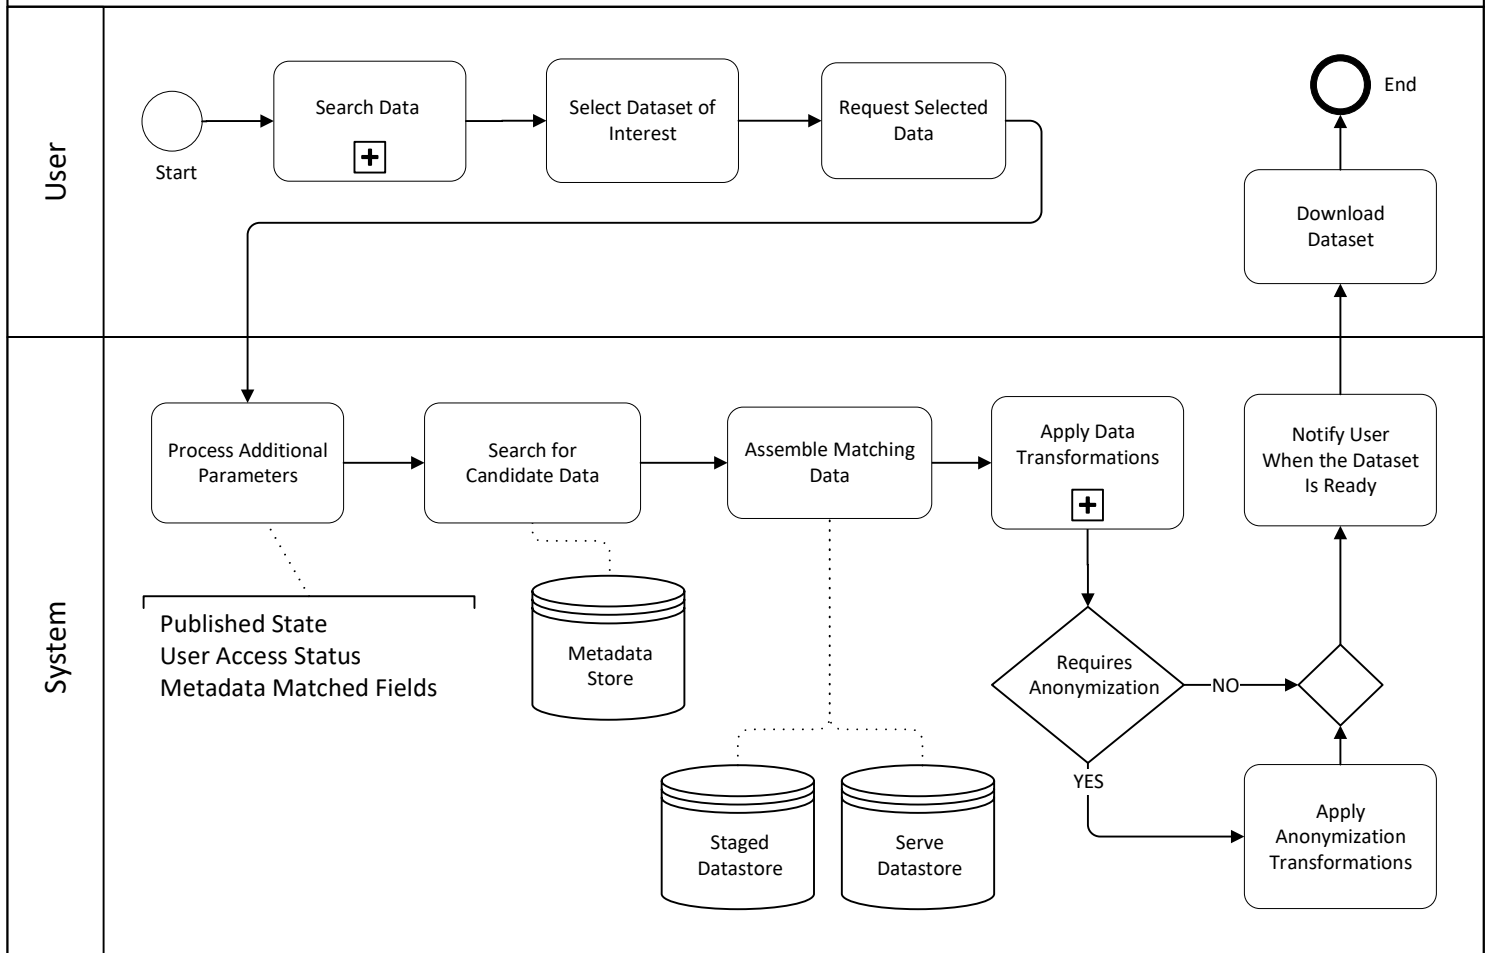 User
Start
Search Data
Select Dataset of
Interest
Request Selected
Data
End
Download
Dataset
System
Process Additional
Parameters
Search for
Candidate Data
Assemble Matching
Data
Apply Data
Transformations
Notify User
When the Dataset
Is Ready
Published State
User Access Status
Metadata Matched Fields
Metadata
Store
Requires
Anonymization
NO
YES
Staged
Datastore
Serve
Datastore
Apply
Anonymization
Transformations